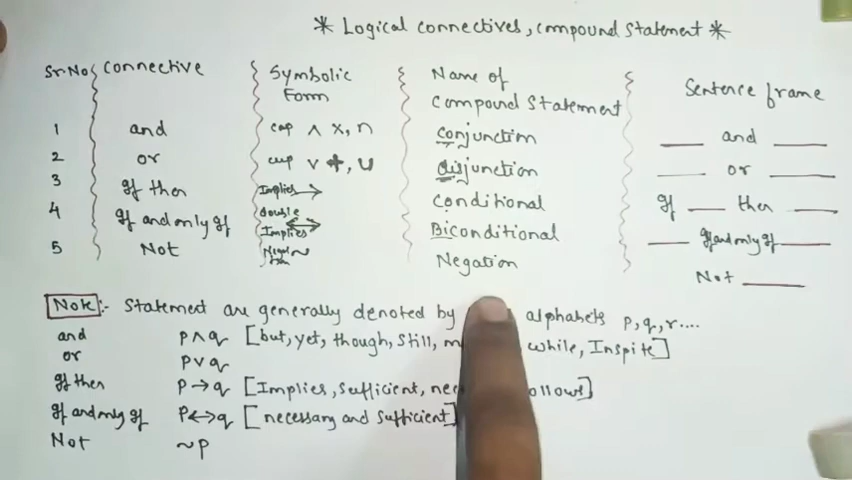 * Logical connectives, compound statement *
Sr.No connective Symbolic Form Name of compound statement Sentence frame
1 and cap ∧ x, n conjunction ___ and ___
2 or cup ∨ +, ∪ disjunction ___ or ___
3 If then Implies → conditional If ___ then ___
4 If and only if double Implies ↔ Biconditional ___ If and only if ___
5 Not Negation ~ Negation Not ___
Note:- Statement are generally denoted by alphabets p, q, r....
and p∧q [but, yet, though, still, while, Inspite]
or p∨q
If then p→q [Implies, sufficient,
If and only if p↔q [necessary and sufficient]
Not ~p